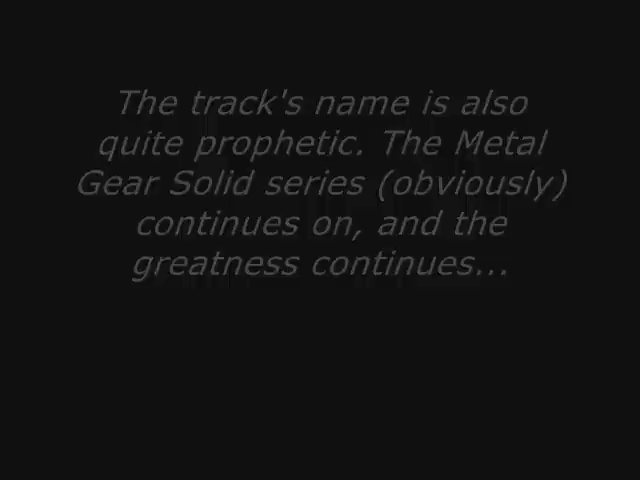 The track's name is also
quite prophetic. The Metal
Gear Solid series (obviously)
continues on, and the
greatness continues...